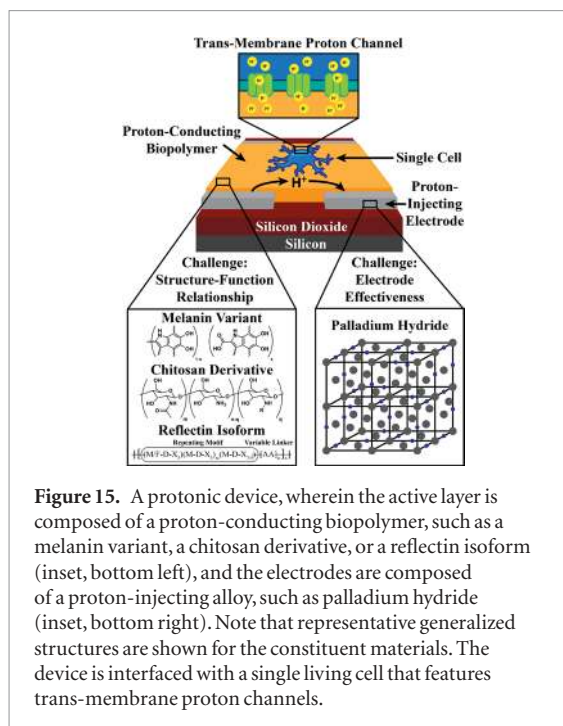 Trans-Membrane Proton Channel
Proton-Conducting
Biopolymer
Single Cell
H+
Proton-
Injecting
Electrode
Silicon Dioxide
Silicon
Challenge:
Structure-Function
Relationship
Challenge:
Electrode
Effectiveness
Melanin Variant
Chitosan Derivative
Reflectin Isoform
Repeating Motif Variable Linker
Palladium Hydride
Figure 15. A protonic device, wherein the active layer is
composed of a proton-conducting biopolymer, such as a
melanin variant, a chitosan derivative, or a reflectin isoform
(inset, bottom left), and the electrodes are composed
of a proton-injecting alloy, such as palladium hydride
(inset, bottom right). Note that representative generalized
structures are shown for the constituent materials. The
device is interfaced with a single living cell that features
trans-membrane proton channels.